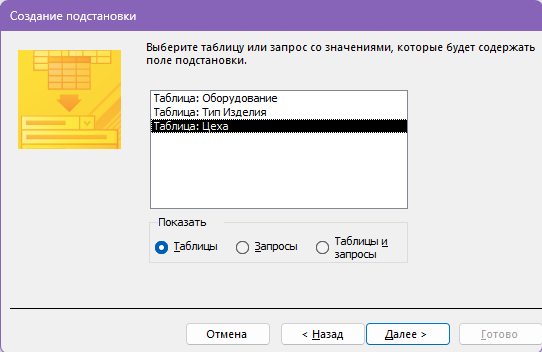 Создание подстановки
Выберите таблицу или запрос со значениями, которые будет содержать
поле подстановки.
Таблица: Оборудование
Таблица: Тип Изделия
Таблица: Цеха
Показать
Таблицы
Запросы
Таблицы и
запросы
Отмена
< Назад
Далее >
Готово